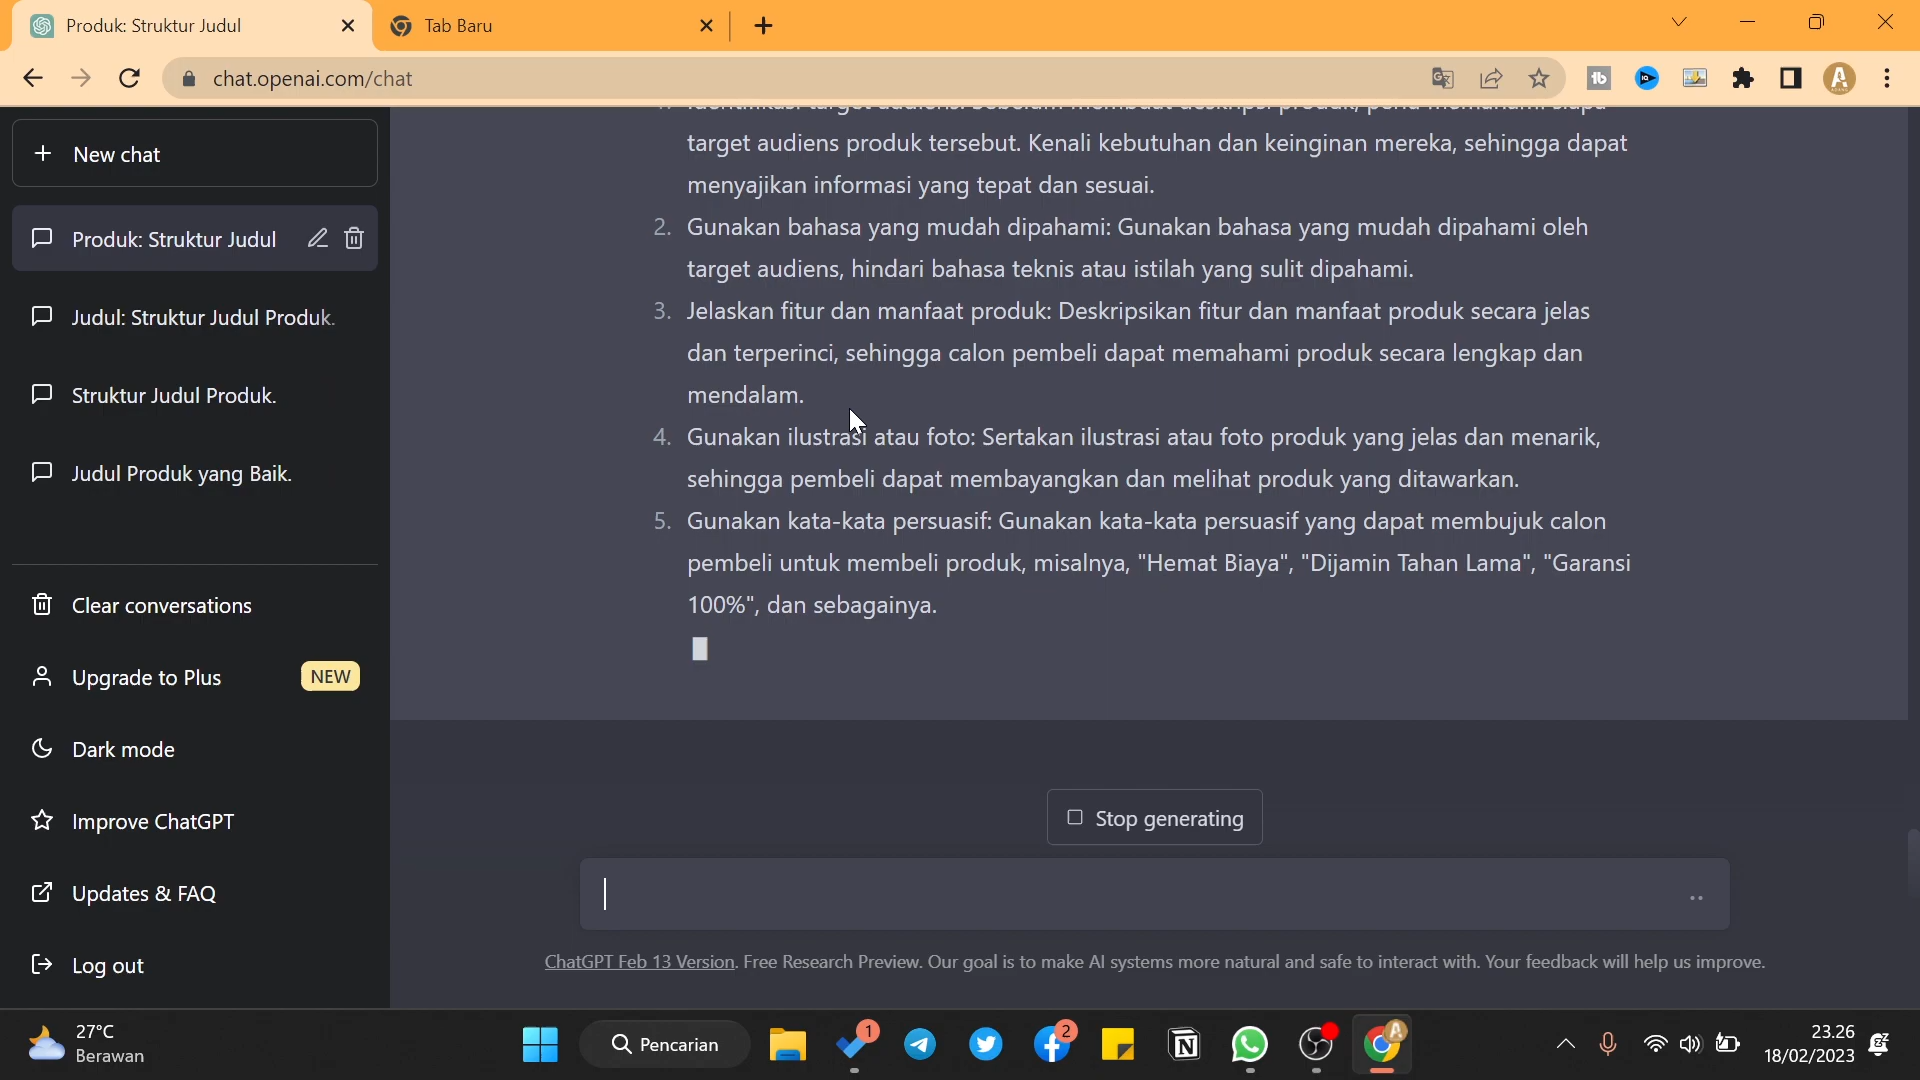 Produk: Struktur Judul
Tab Baru
chat.openai.com/chat
New chat
Produk: Struktur Judul
Judul: Struktur Judul Produk.
Struktur Judul Produk.
Judul Produk yang Baik.
Clear conversations
Upgrade to Plus NEW
Dark mode
Improve ChatGPT
Updates & FAQ
Log out
target audiens produk tersebut. Kenali kebutuhan dan keinginan mereka, sehingga dapat
menyajikan informasi yang tepat dan sesuai.
2. Gunakan bahasa yang mudah dipahami: Gunakan bahasa yang mudah dipahami oleh
target audiens, hindari bahasa teknis atau istilah yang sulit dipahami.
3. Jelaskan fitur dan manfaat produk: Deskripsikan fitur dan manfaat produk secara jelas
dan terperinci, sehingga calon pembeli dapat memahami produk secara lengkap dan
mendalam.
4. Gunakan ilustrasi atau foto: Sertakan ilustrasi atau foto produk yang jelas dan menarik,
sehingga pembeli dapat membayangkan dan melihat produk yang ditawarkan.
5. Gunakan kata-kata persuasif: Gunakan kata-kata persuasif yang dapat membujuk calon
pembeli untuk membeli produk, misalnya, "Hemat Biaya", "Dijamin Tahan Lama", "Garansi
100%", dan sebagainya.
Stop generating
ChatGPT Feb 13 Version. Free Research Preview. Our goal is to make AI systems more natural and safe to interact with. Your feedback will help us improve.
27°C
Berawan
Pencarian
1
2
23.26
18/02/2023